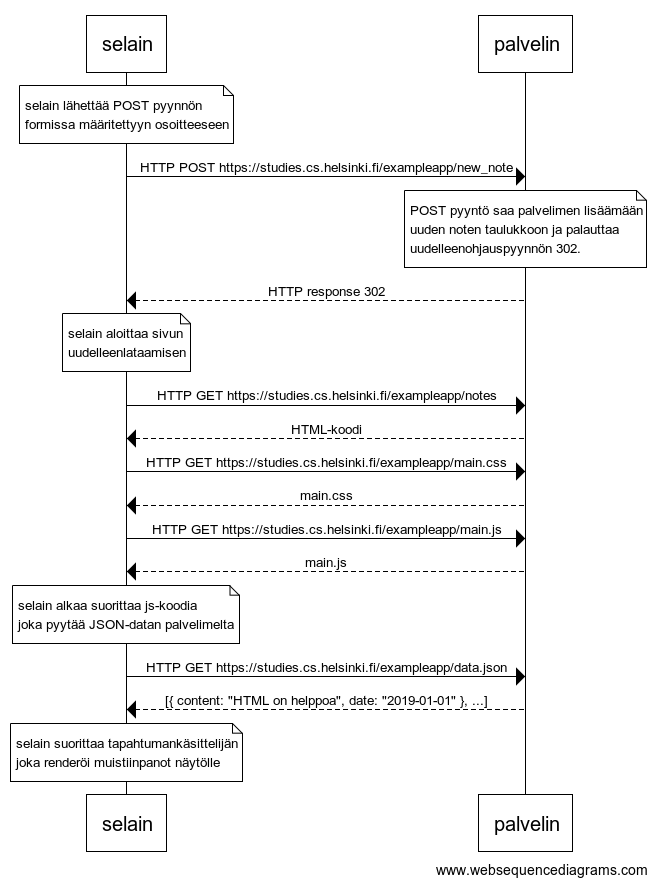 selain
palvelin
selain lähettää POST pyynnön
formissa määritettyyn osoitteeseen
HTTP POST https://studies.cs.helsinki.fi/exampleapp/new_note
POST pyyntö saa palvelimen lisäämään
uuden noten taulukkoon ja palauttaa
uudelleenohjauspyynnön 302.
HTTP response 302
selain aloittaa sivun
uudelleenlataamisen
HTTP GET https://studies.cs.helsinki.fi/exampleapp/notes
HTML-koodi
HTTP GET https://studies.cs.helsinki.fi/exampleapp/main.css
main.css
HTTP GET https://studies.cs.helsinki.fi/exampleapp/main.js
main.js
selain alkaa suorittaa js-koodia
joka pyytää JSON-datan palvelimelta
HTTP GET https://studies.cs.helsinki.fi/exampleapp/data.json
[{ content: "HTML on helppoa", date: "2019-01-01" }, ...]
selain suorittaa tapahtumankäsittelijän
joka renderöi muistiinpanot näytölle
selain
palvelin
www.websequencediagrams.com